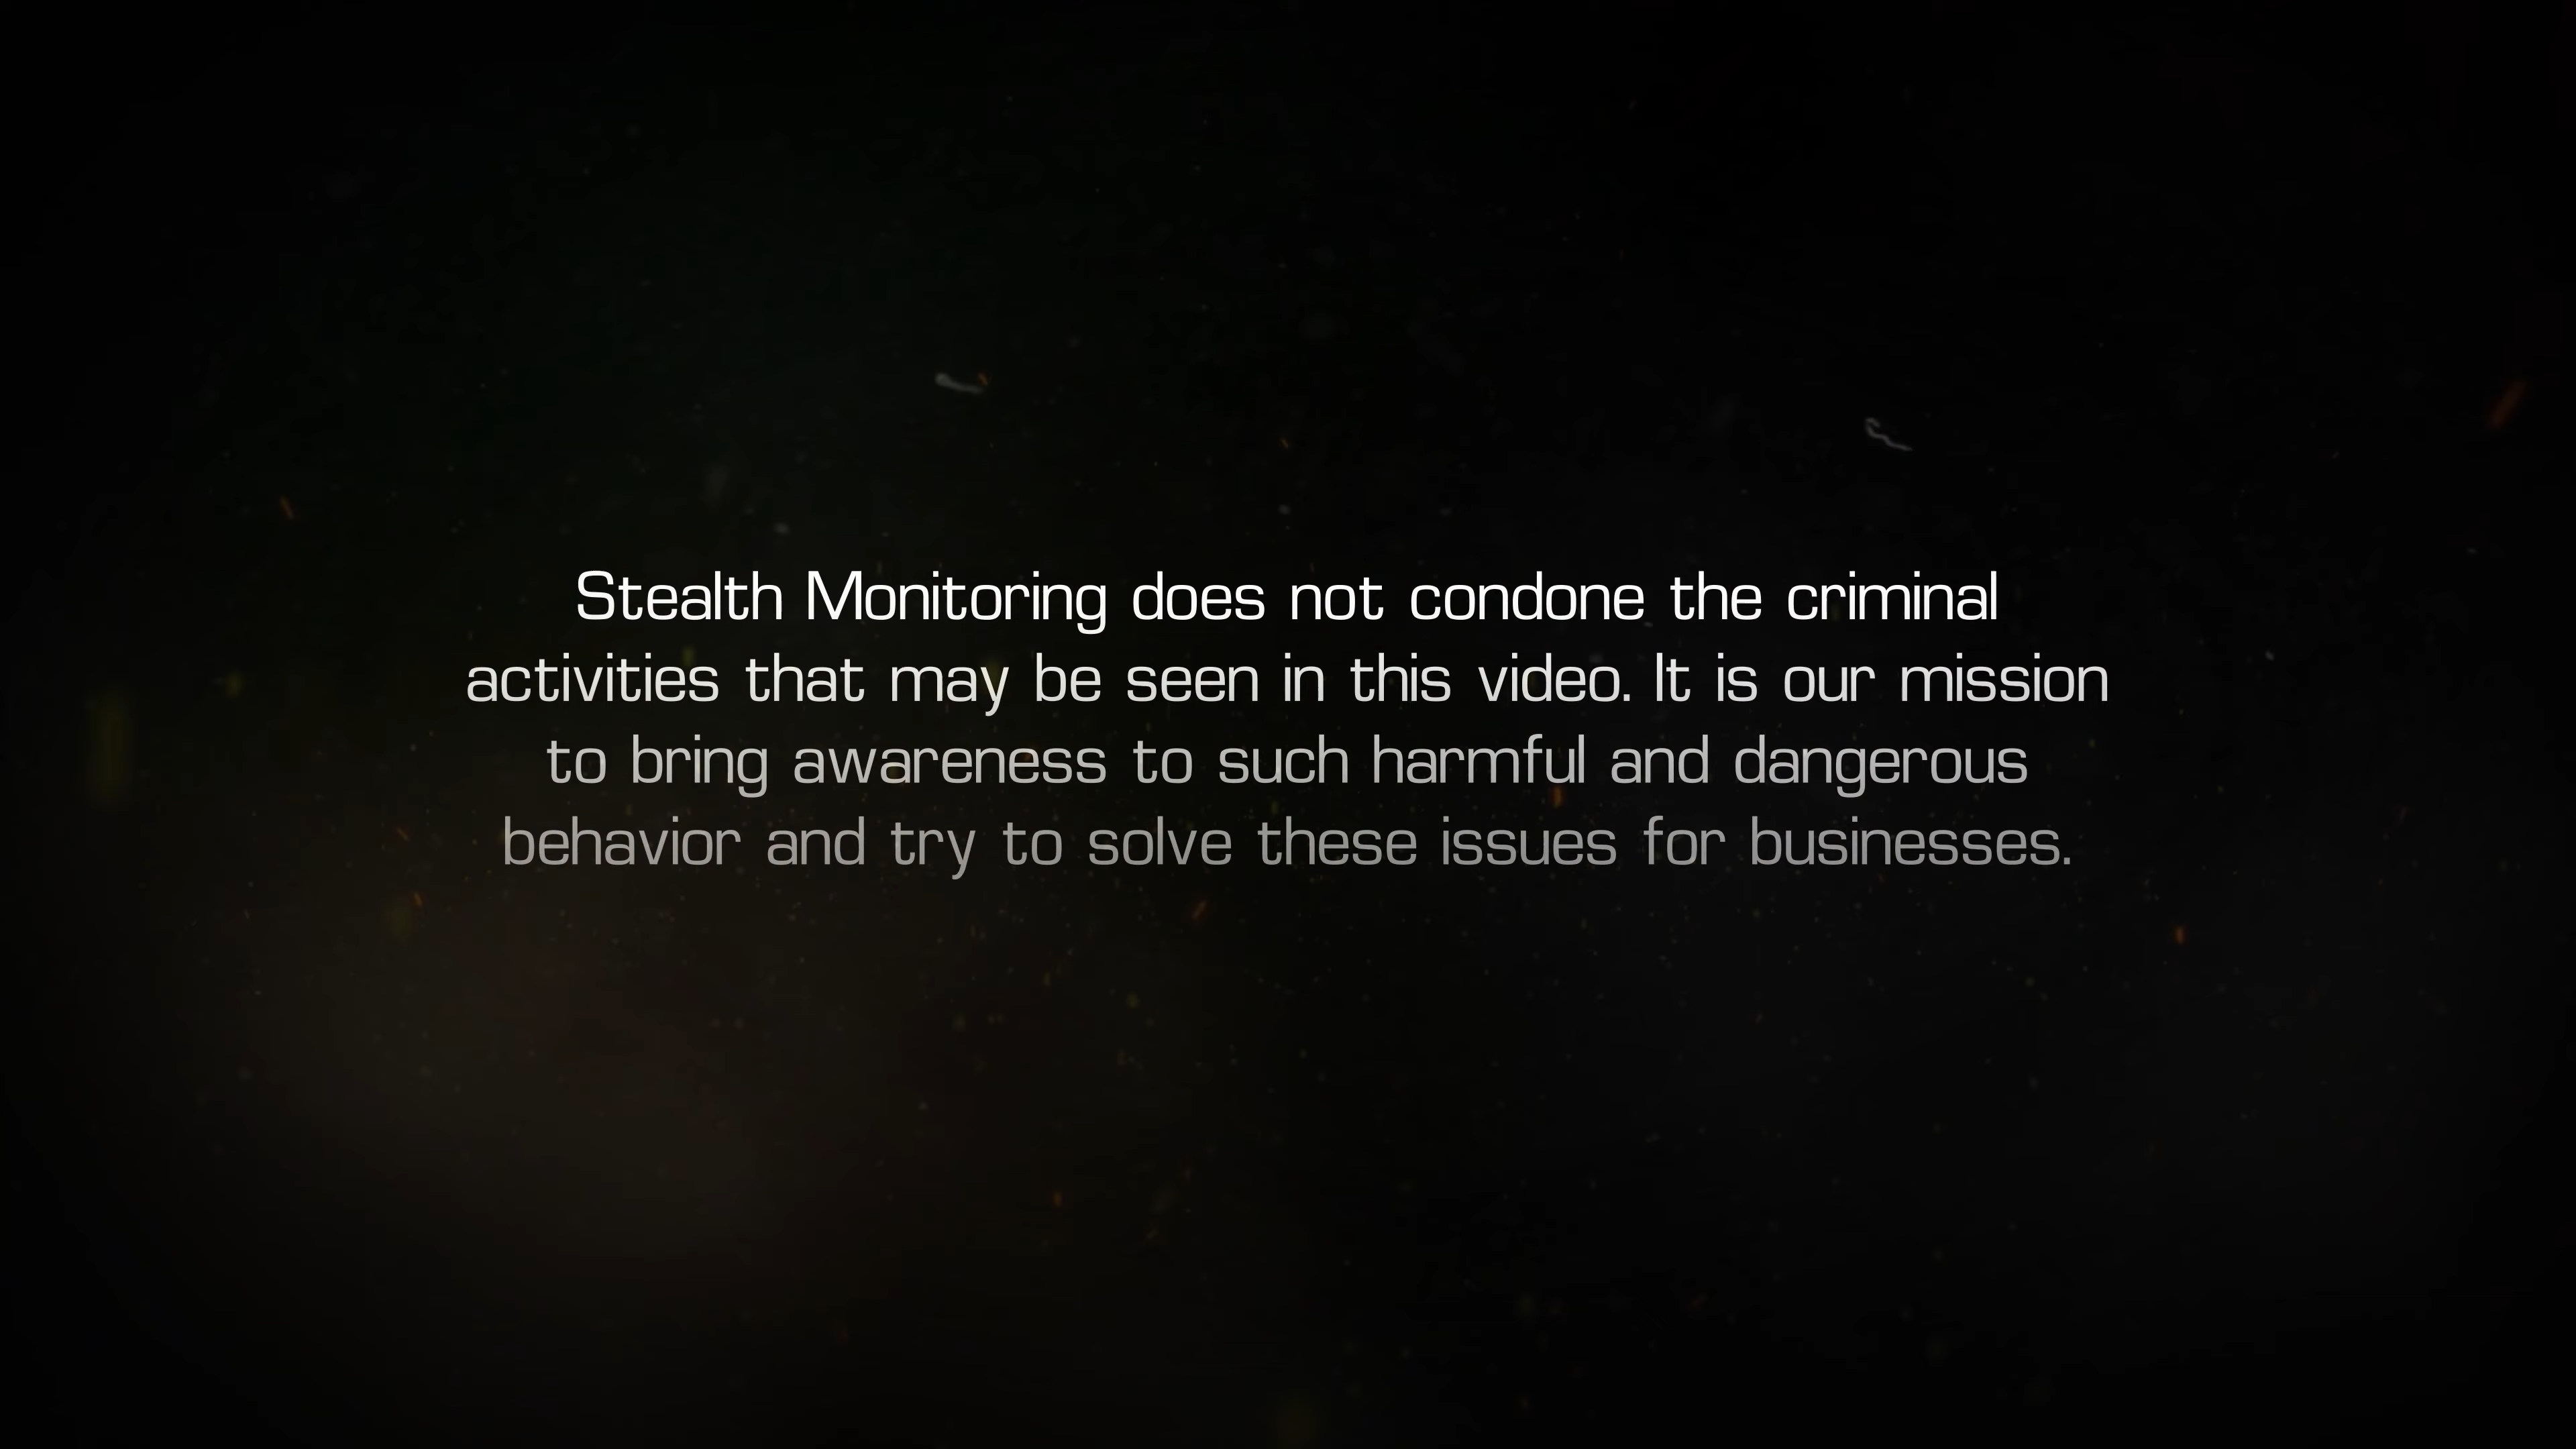 Stealth Monitoring does not condone the criminal
activities that may be seen in this video. It is our mission
to bring awareness to such harmful and dangerous
behavior and try to solve these issues for businesses.